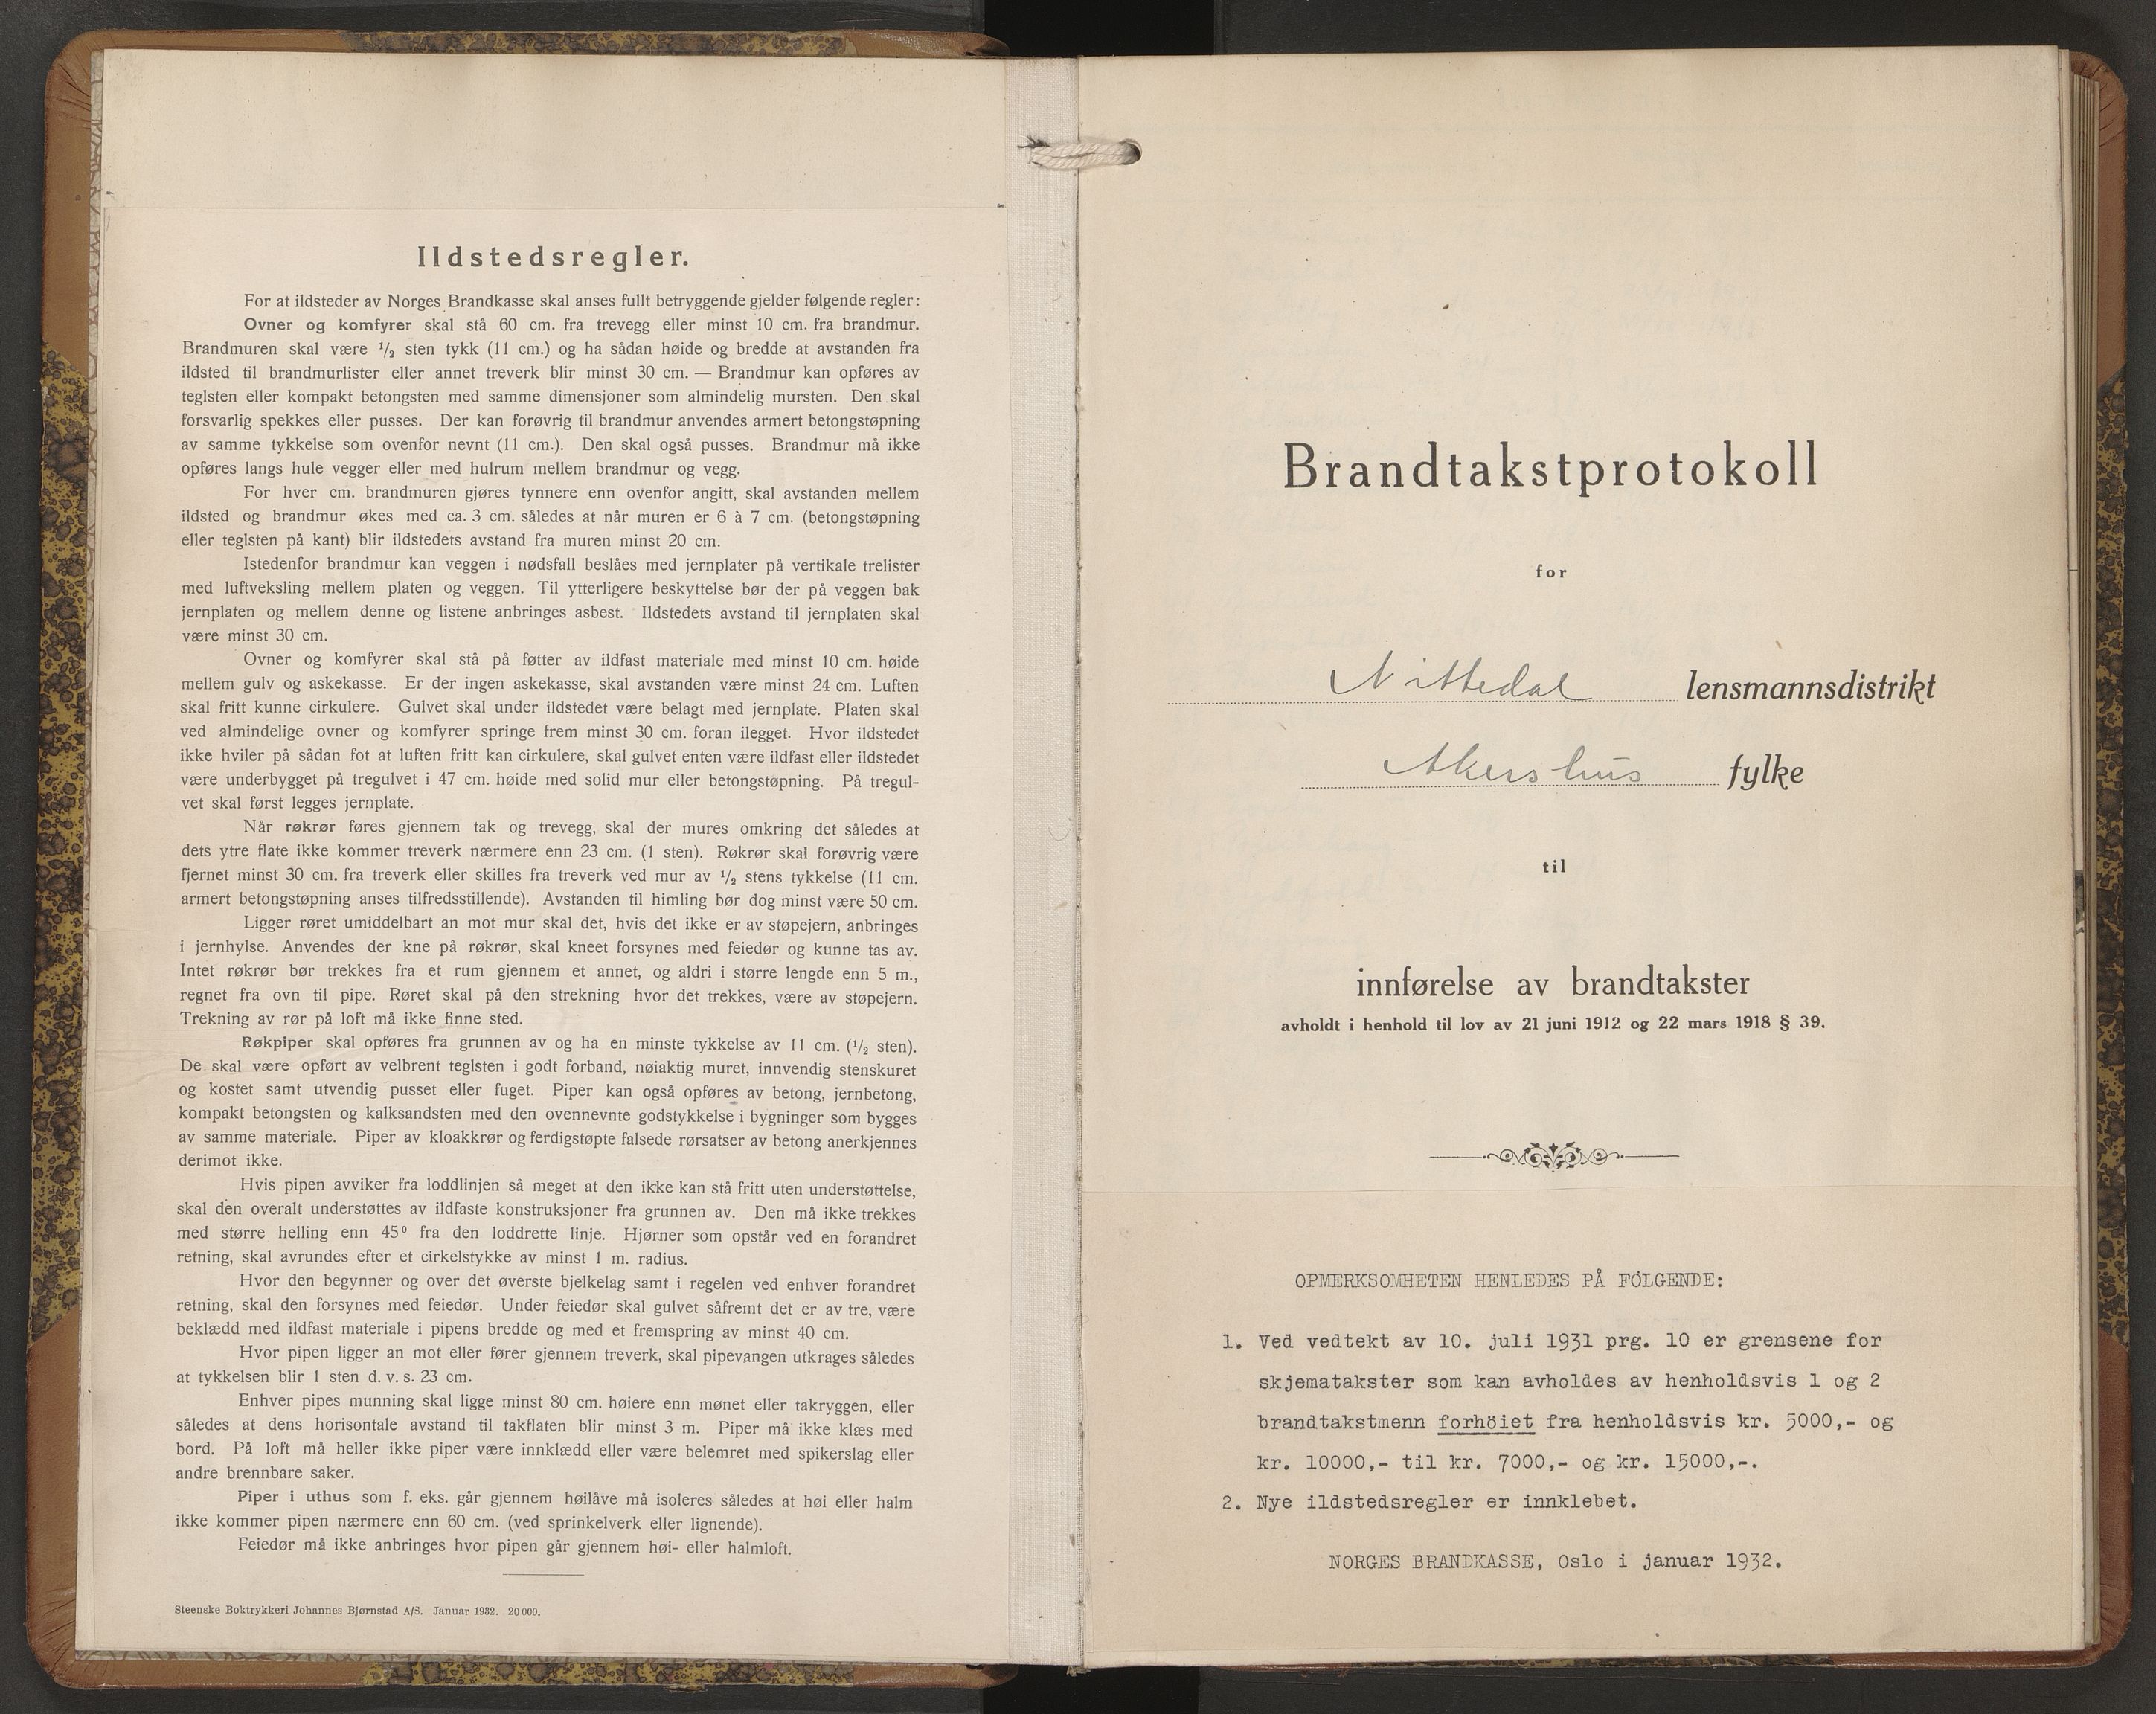 Ildstedsregler.
For at ildsteder av Norges Brandkasse skal anses fullt betryggende gjelder følgende regler:
Ovner og komfyrer skal stå 60 cm. fra trevegg eller minst 10 cm. fra brandmur.
Brandmuren skal være 1/2 sten tykk (11 cm.) og ha sådan høide og bredde at avstanden fra
ildsted til brandmurlister eller annet treverk blir minst 30 cm. — Brandmur kan opføres av
teglsten eller kompakt betongsten med samme dimensjoner som almindelig mursten. Den skal
forsvarlig spekkes eller pusses. Der kan forøvrig til brandmur anvendes armert betongstøpning
av samme tykkelse som ovenfor nevnt (11 cm.). Den skal også pusses. Brandmur må ikke
opføres langs hule vegger eller med hulrum mellem brandmur og vegg.
For hver cm. brandmuren gjøres tynnere enn ovenfor angitt, skal avstanden mellem
ildsted og brandmur økes med ca. 3 cm. således at når muren er 6 à 7 cm. (betongstøpning
eller teglsten på kant) blir ildstedets avstand fra muren minst 20 cm.
Istedenfor brandmur kan veggen i nødsfall beslåes med jernplater på vertikale trelister
med luftveksling mellem platen og veggen. Til ytterligere beskyttelse bør der på veggen bak
jernplaten og mellem denne og listene anbringes asbest. Ildstedets avstand til jernplaten skal
være minst 30 cm.
Ovner og komfyrer skal stå på føtter av ildfast materiale med minst 10 cm. høide
mellem gulv og askekasse. Er der ingen askekasse, skal avstanden være minst 24 cm. Luften
skal fritt kunne cirkulere. Gulvet skal under ildstedet være belagt med jernplate. Platen skal
ved almindelige ovner og komfyrer springe frem minst 30 cm. foran ilegget. Hvor ildstedet
ikke hviler på sådan fot at luften fritt kan cirkulere, skal gulvet enten være ildfast eller ildstedet
være underbygget på tregulvet i 47 cm. høide med solid mur eller betongstøpning. På tregul-
vet skal først legges jernplate.
Når røkrør føres gjennem tak og trevegg, skal der mures omkring det således at
dets ytre flate ikke kommer treverk nærmere enn 23 cm. (1 sten). Røkrør skal forøvrig være
fjernet minst 30 cm. fra treverk eller skilles fra treverk ved mur av 1/2 stens tykkelse (11 cm.
armert betongstøpning anses tilfredsstillende). Avstanden til himling bør dog minst være 50 cm.
Ligger røret umiddelbart an mot mur skal det, hvis det ikke er av støpejern, anbringes
i jernhylse. Anvendes der kne på røkrør, skal kneet forsynes med feiedør og kunne tas av.
Intet røkrør bør trekkes fra et rum gjennem et annet, og aldri i større lengde enn 5 m.,
regnet fra ovn til pipe. Røret skal på den strekning hvor det trekkes, være av støpejern.
Trekning av rør på loft må ikke finne sted.
Røkpiper skal opføres fra grunnen av og ha en minste tykkelse av 11 cm. (1/2 sten).
De skal være opført av velbrent teglsten i godt forband, nøiaktig muret, innvendig stenskuret
og kostet samt utvendig pusset eller fuget. Piper kan også opføres av betong, jernbetong,
kompakt betongsten og kalksandsten med den ovennevnte godstykkelse i bygninger som bygges
av samme materiale. Piper av kloakkrør og ferdigstøpte falsede rørsatser av betong anerkjennes
derimot ikke.
Hvis pipen avviker fra loddlinjen så meget at den ikke kan stå fritt uten understøttelse,
skal den overalt understøttes av ildfaste konstruksjoner fra grunnen av. Den må ikke trekkes
med større helling enn 45⁰ fra den loddrette linje. Hjørner som opstår ved en forandret
retning, skal avrundes efter et cirkelstykke av minst 1 m. radius.
Hvor den begynner og over det øverste bjelkelag samt i regelen ved enhver forandret
retning, skal den forsynes med feiedør. Under feiedør skal gulvet såfremt det er av tre, være
beklædd med ildfast materiale i pipens bredde og med et fremspring av minst 40 cm.
Hvor pipen ligger an mot eller fører gjennem treverk, skal pipevangen utkrages således
at tykkelsen blir 1 sten d. v. s. 23 cm.
Enhver pipes munning skal ligge minst 80 cm. høiere enn mønet eller takryggen, eller
således at dens horisontale avstand til takflaten blir minst 3 m. Piper må ikke klæs med
bord. På loft må heller ikke piper være innklædd eller være belemret med spikerslag eller
andre brennbare saker.
Piper i uthus som f. eks. går gjennem høilåve må isoleres således at høi eller halm
ikke kommer pipen nærmere enn 60 cm. (ved sprinkelverk eller lignende).
Feiedør må ikke anbringes hvor pipen går gjennem høi- eller halmloft.
Steenske Boktrykkeri Johannes Bjørnstad A/S. Januar 1932. 20 000.
Brandtakstprotokoll
for
Nittedal lensmannsdistrikt
Akershus fylke
til
innførelse av brandtakster
avholdt i henhold til lov av 21 juni 1912 og 22 mars 1918 § 39.
OPMERKSOMHETEN HENLEDES PÅ FÖLGENDE:
1. Ved vedtekt av 10. juli 1931 prg. 10 er grensene for
skjematakster som kan avholdes av henholdsvis 1 og 2
brandtakstmenn forhöiet fra henholdsvis kr. 5000,- og
kr. 10000,- til kr. 7000,- og kr. 15000,-.
2. Nye ildstedsregler er innklebet.
NORGES BRANDKASSE, Oslo i januar 1932.